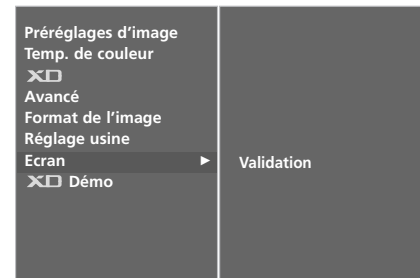 Préréglages d'image
Temp. de couleur
XD
Avancé
Format de l'image
Réglage usine
Ecran ► Validation
XD Démo